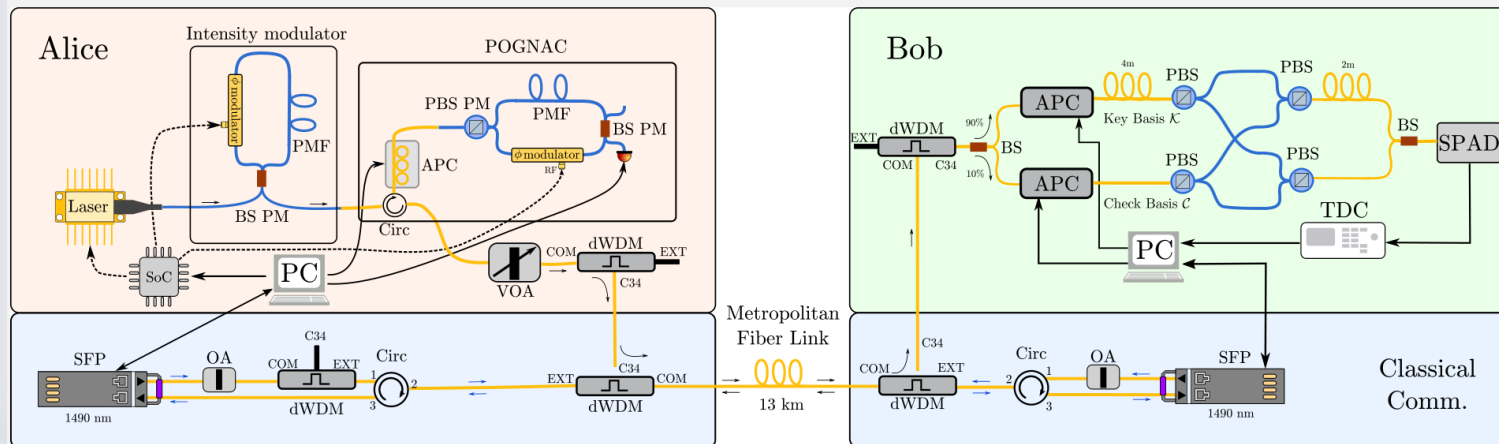 Alice
Intensity modulator
ϕ modulator
PMF
BS PM
Laser
SoC
PC
POGNAC
PBS PM
PMF
BS PM
APC
ϕ modulator
RF
Circ
VOA
COM
dWDM
EXT
C34
SFP
1490 nm
OA
C34
COM
EXT
dWDM
Circ
1
2
3
C34
EXT
COM
dWDM
Metropolitan
Fiber Link
13 km
Bob
EXT
dWDM
COM
C34
90%
BS
10%
APC
4m
Key Basis 𝒦
PBS
PBS
2m
APC
Check Basis 𝒞
PBS
PBS
BS
SPAD
TDC
PC
C34
COM
EXT
dWDM
Circ
1
2
3
OA
SFP
1490 nm
Classical
Comm.